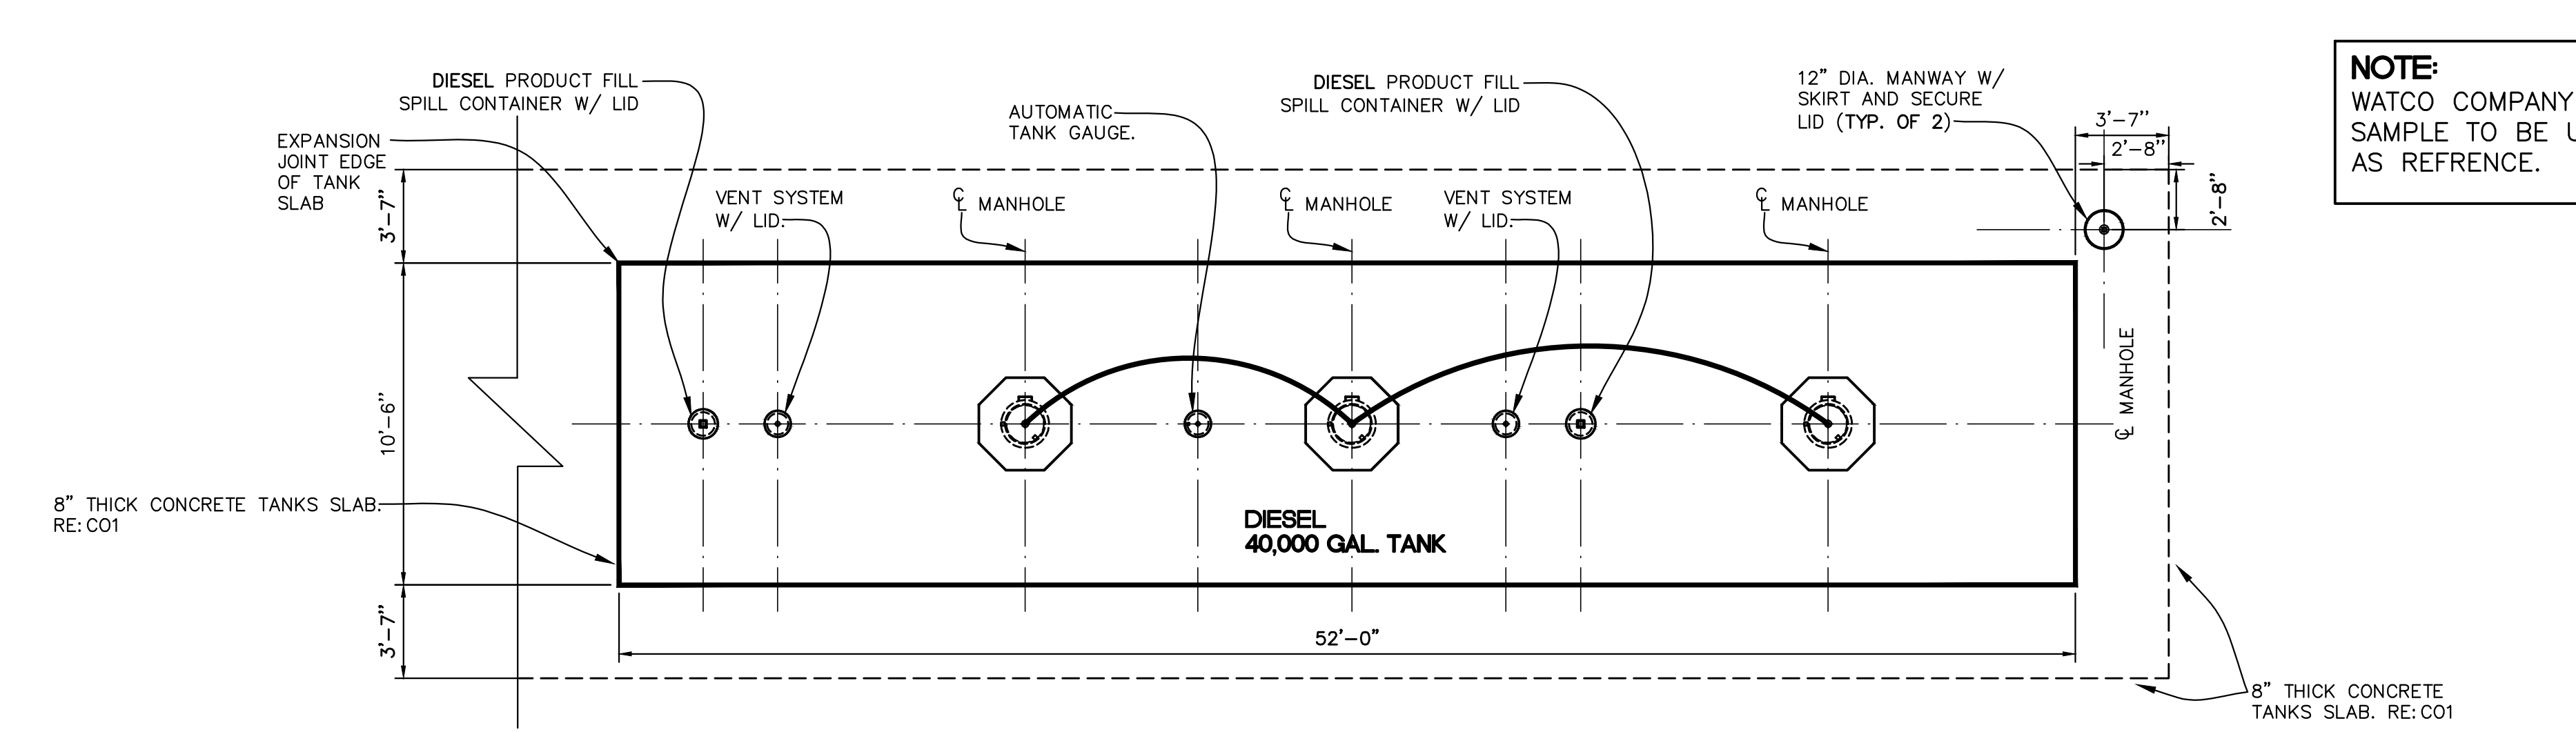 DIESEL PRODUCT FILL
SPILL CONTAINER W/ LID
EXPANSION
JOINT EDGE
OF TANK
SLAB
VENT SYSTEM
W/ LID.
AUTOMATIC
TANK GAUGE.
℄ MANHOLE
DIESEL PRODUCT FILL
SPILL CONTAINER W/ LID
℄ MANHOLE
VENT SYSTEM
W/ LID.
℄ MANHOLE
12" DIA. MANWAY W/
SKIRT AND SECURE
LID (TYP. OF 2)
3'-7"
2'-8"
2'-8"
NOTE:
WATCO COMPANY
SAMPLE TO BE U
AS REFRENCE.
3'-7"
10'-6"
3'-7"
℄ MANHOLE
8" THICK CONCRETE TANKS SLAB.
RE: C01
DIESEL
40,000 GAL. TANK
52'-0"
8" THICK CONCRETE
TANKS SLAB. RE: C01